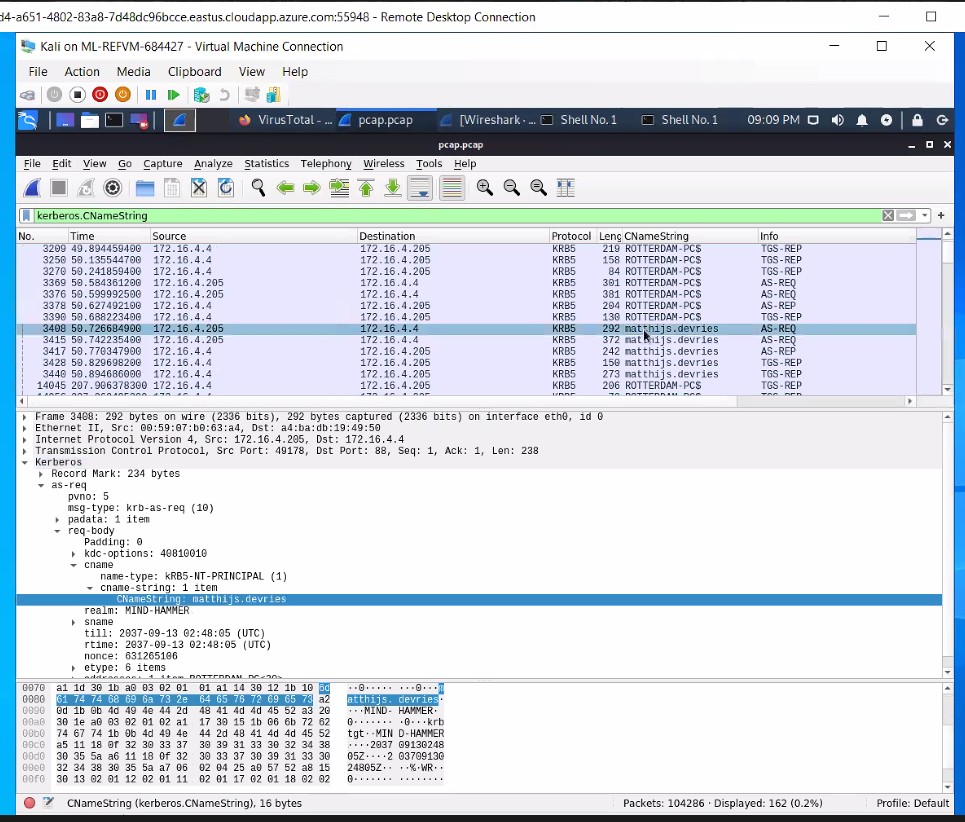 d4-a651-4802-83a8-7d48dc96bcce.eastus.cloudapp.azure.com:55948 - Remote Desktop Connection
Kali on ML-REFVM-684427 - Virtual Machine Connection
File Action Media Clipboard View Help
VirusTotal - ... pcap.pcap [Wireshark · ... Shell No. 1 Shell No. 1 09:09 PM
pcap.pcap
File Edit View Go Capture Analyze Statistics Telephony Wireless Tools Help
kerberos.CNameString
No. Time Source Destination Protocol Leng CNameString Info
3209 49.894459400 172.16.4.4 172.16.4.205 KRB5 219 ROTTERDAM-PC$ TGS-REP
3250 50.135544700 172.16.4.4 172.16.4.205 KRB5 158 ROTTERDAM-PC$ TGS-REP
3270 50.241859400 172.16.4.4 172.16.4.205 KRB5 84 ROTTERDAM-PC$ TGS-REP
3369 50.584361200 172.16.4.205 172.16.4.4 KRB5 301 ROTTERDAM-PC$ AS-REQ
3376 50.599992500 172.16.4.205 172.16.4.4 KRB5 381 ROTTERDAM-PC$ AS-REQ
3378 50.627492100 172.16.4.4 172.16.4.205 KRB5 204 ROTTERDAM-PC$ AS-REP
3390 50.688223400 172.16.4.4 172.16.4.205 KRB5 130 ROTTERDAM-PC$ TGS-REP
3408 50.726684900 172.16.4.205 172.16.4.4 KRB5 292 matthijs.devries AS-REQ
3415 50.742235400 172.16.4.205 172.16.4.4 KRB5 372 matthijs.devries AS-REQ
3417 50.770347900 172.16.4.4 172.16.4.205 KRB5 242 matthijs.devries AS-REP
3428 50.829698200 172.16.4.4 172.16.4.205 KRB5 150 matthijs.devries TGS-REP
3440 50.894686000 172.16.4.4 172.16.4.205 KRB5 273 matthijs.devries TGS-REP
14045 207.906378300 172.16.4.4 172.16.4.205 KRB5 206 ROTTERDAM-PC$ TGS-REP
Frame 3408: 292 bytes on wire (2336 bits), 292 bytes captured (2336 bits) on interface eth0, id 0
Ethernet II, Src: 00:59:07:b0:63:a4, Dst: a4:ba:db:19:49:50
Internet Protocol Version 4, Src: 172.16.4.205, Dst: 172.16.4.4
Transmission Control Protocol, Src Port: 49178, Dst Port: 88, Seq: 1, Ack: 1, Len: 238
Kerberos
Record Mark: 234 bytes
as-req
pvno: 5
msg-type: krb-as-req (10)
padata: 1 item
req-body
Padding: 0
kdc-options: 40810010
cname
name-type: kRB5-NT-PRINCIPAL (1)
cname-string: 1 item
CNameString: matthijs.devries
realm: MIND-HAMMER
sname
till: 2037-09-13 02:48:05 (UTC)
rtime: 2037-09-13 02:48:05 (UTC)
nonce: 631265106
etype: 6 items
0070 a1 1d 30 1b a0 03 02 01 01 a1 14 30 12 1b 10 6d ··0····· ···0···m
0080 61 74 74 68 69 6a 73 2e 64 65 76 72 69 65 73 a2 atthijs. devries·
0090 0d 1b 0b 4d 49 4e 44 2d 48 41 4d 4d 45 52 a3 20 ···MIND- HAMMER·
00a0 30 1e a0 03 02 01 02 a1 17 30 15 1b 06 6b 72 62 0······· ·0···krb
00b0 74 67 74 1b 0b 4d 49 4e 44 2d 48 41 4d 4d 45 52 tgt··MIN D-HAMMER
00c0 a5 11 18 0f 32 30 33 37 30 39 31 33 30 32 34 38 ····2037 09130248
00d0 30 35 5a a6 11 18 0f 32 30 33 37 30 39 31 33 30 05Z····2 03709130
00e0 32 34 38 30 35 5a a7 06 02 04 25 a0 57 52 a8 15 24805Z·· ··%·WR··
00f0 30 13 02 01 12 02 01 11 02 01 17 02 01 18 02 02 0······· ········
CNameString (kerberos.CNameString), 16 bytes Packets: 104286 · Displayed: 162 (0.2%) Profile: Default